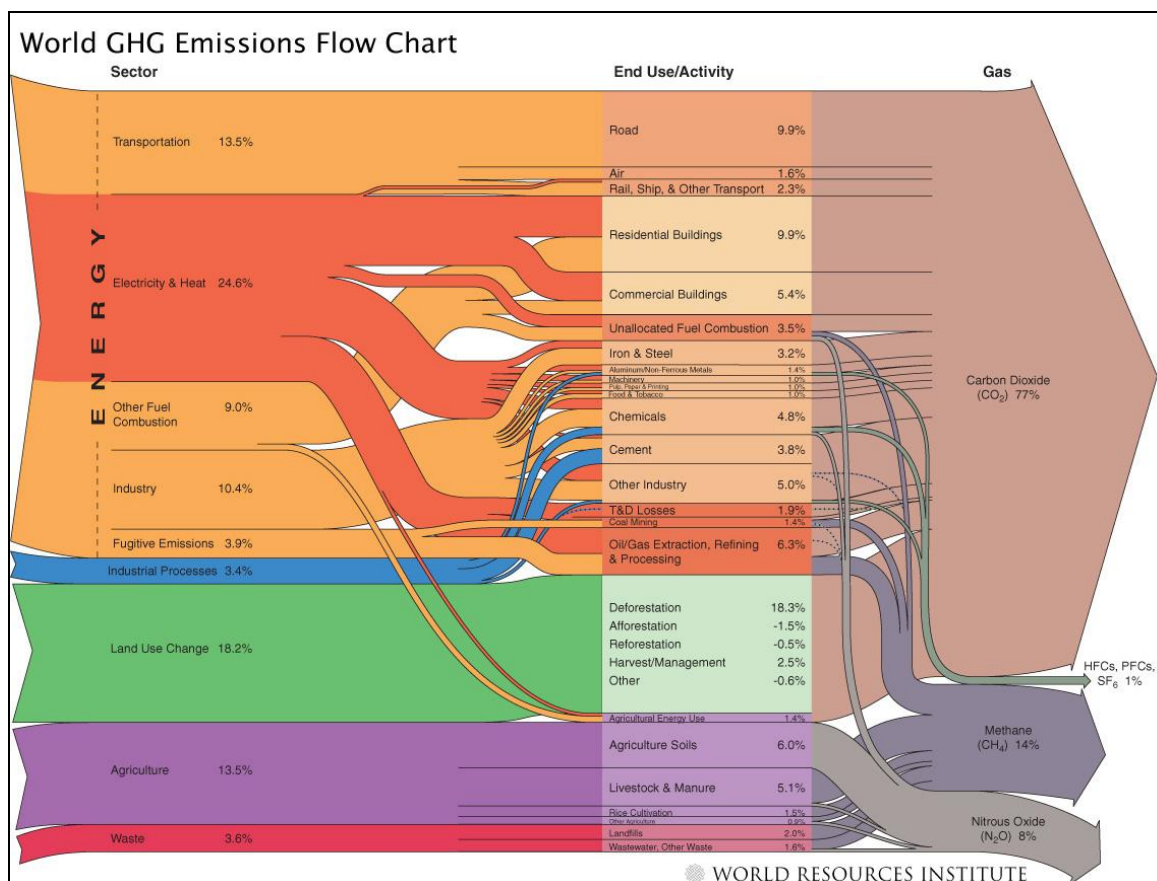 World GHG Emissions Flow Chart
Sector
End Use/Activity
Gas
ENERGY
Transportation 13.5%
Electricity & Heat 24.6%
Other Fuel
Combustion 9.0%
Industry 10.4%
Fugitive Emissions 3.9%
Industrial Processes 3.4%
Land Use Change 18.2%
Agriculture 13.5%
Waste 3.6%
Road 9.9%
Air 1.6%
Rail, Ship, & Other Transport 2.3%
Residential Buildings 9.9%
Commercial Buildings 5.4%
Unallocated Fuel Combustion 3.5%
Iron & Steel 3.2%
Aluminum/Non-Ferrous Metals 1.4%
Machinery 1.0%
Pulp, Paper & Printing 1.0%
Food & Tobacco 1.0%
Chemicals 4.8%
Cement 3.8%
Other Industry 5.0%
T&D Losses 1.9%
Coal Mining 1.4%
Oil/Gas Extraction, Refining 6.3%
& Processing
Deforestation 18.3%
Afforestation -1.5%
Reforestation -0.5%
Harvest/Management 2.5%
Other -0.6%
Agricultural Energy Use 1.4%
Agriculture Soils 6.0%
Livestock & Manure 5.1%
Rice Cultivation 1.5%
Other Agriculture 0.9%
Landfills 2.0%
Wastewater, Other Waste 1.6%
Carbon Dioxide
(CO₂) 77%
HFCs, PFCs,
SF₆ 1%
Methane
(CH₄) 14%
Nitrous Oxide
(N₂O) 8%
WORLD RESOURCES INSTITUTE